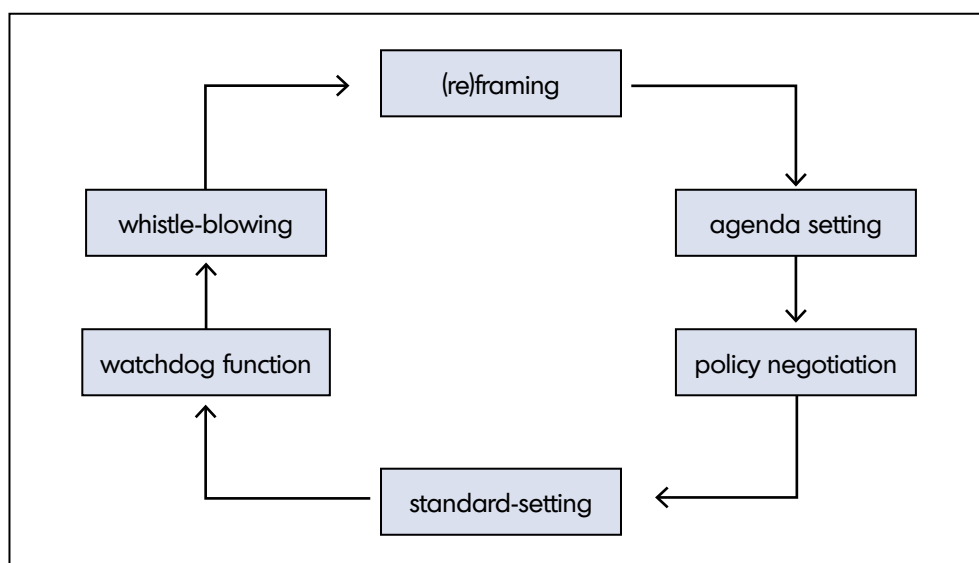 (re)framing
whistle-blowing
agenda setting
watchdog function
policy negotiation
standard-setting